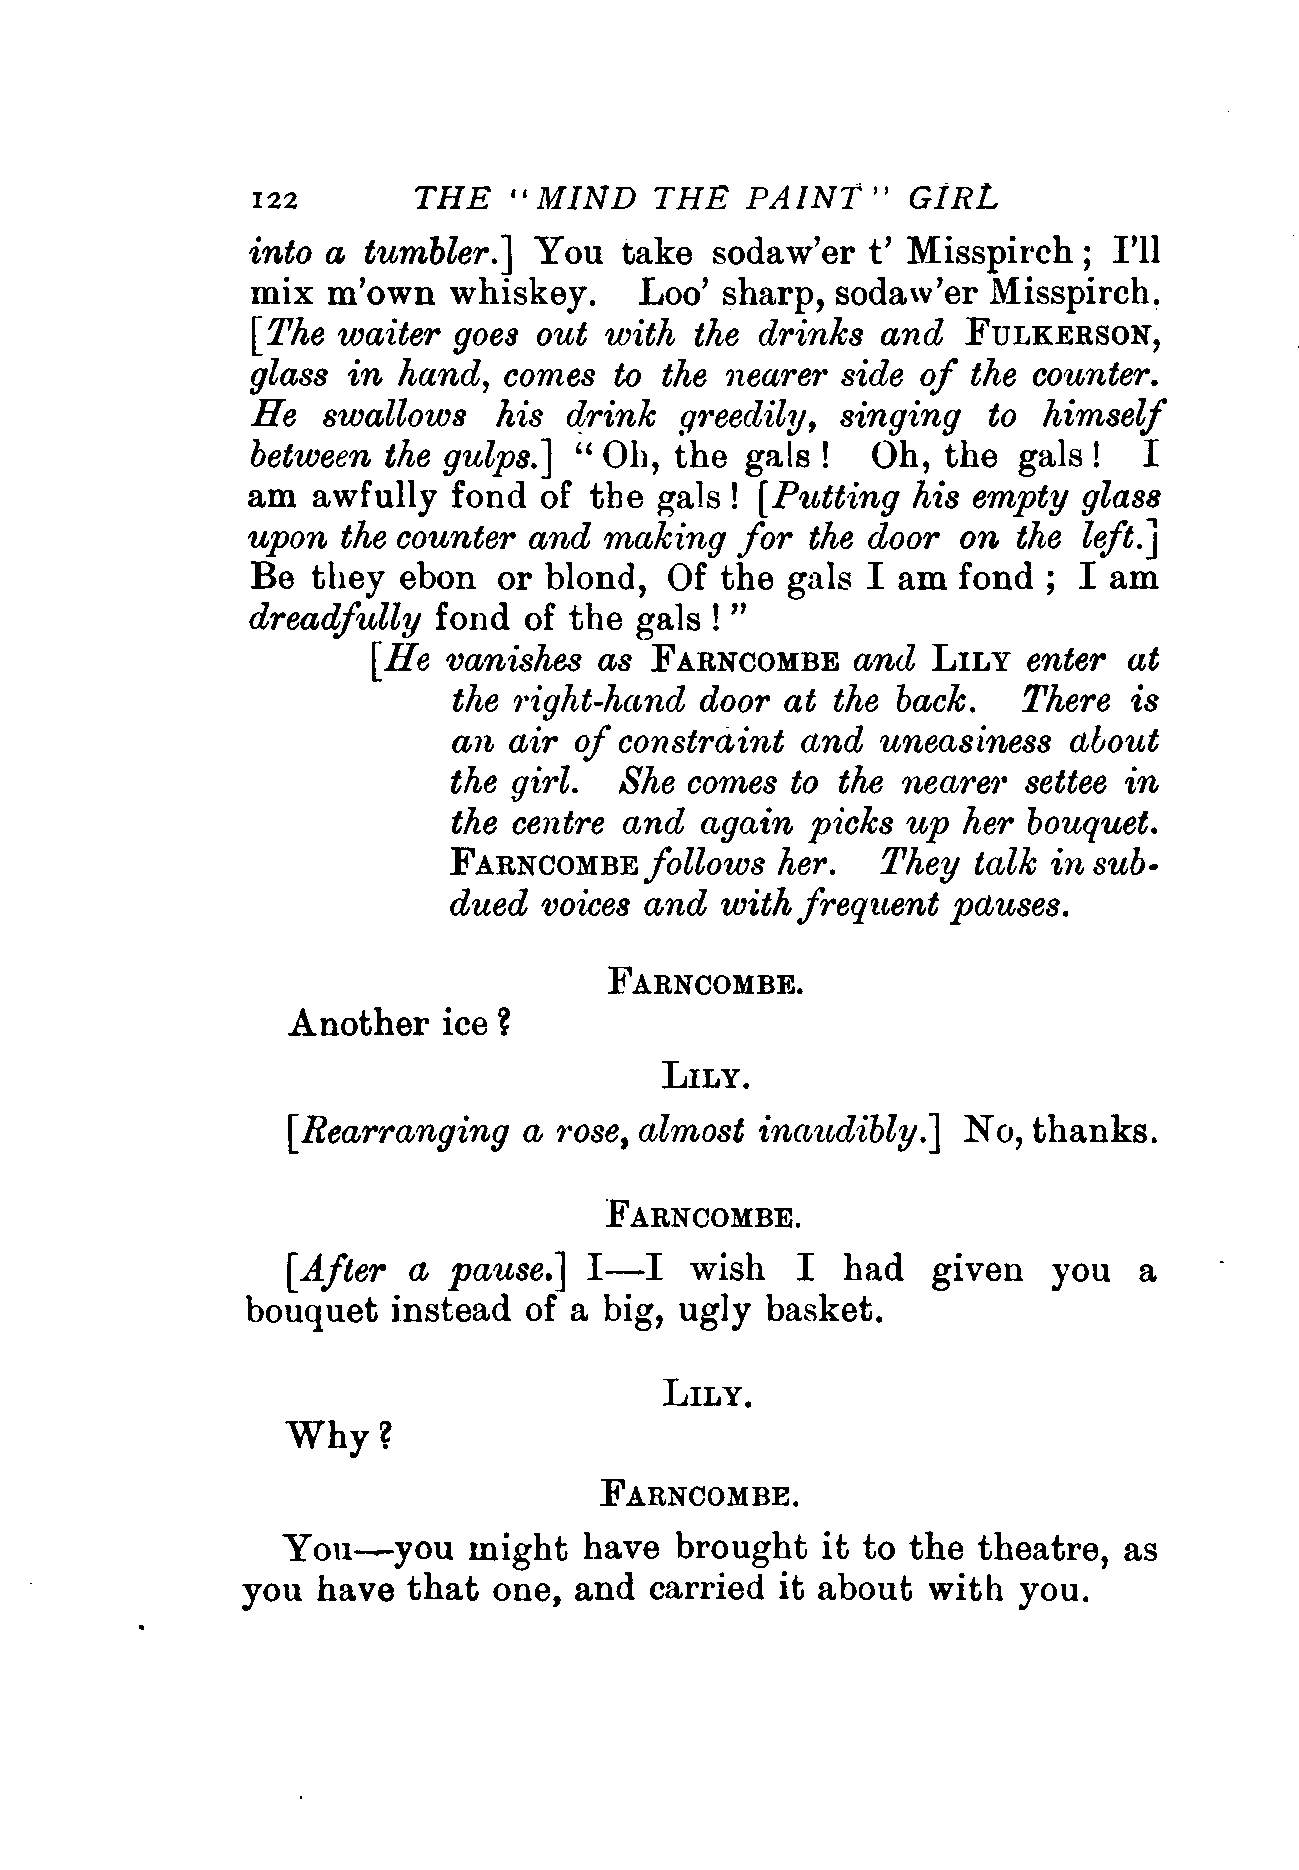 122 THE "MIND THE PAINT" GIRL
into a tumbler.] You take sodaw'er t' Misspirch; I'll
mix m'own whiskey. Loo' sharp, sodaw'er Misspirch.
[The waiter goes out with the drinks and FULKERSON,
glass in hand, comes to the nearer side of the counter.
He swallows his drink greedily, singing to himself
between the gulps.] "Oh, the gals! Oh, the gals! I
am awfully fond of the gals! [Putting his empty glass
upon the counter and making for the door on the left.]
Be they ebon or blond, Of the gals I am fond; I am
dreadfully fond of the gals!"
[He vanishes as FARNCOMBE and LILY enter at
the right-hand door at the back. There is
an air of constraint and uneasiness about
the girl. She comes to the nearer settee in
the centre and again picks up her bouquet.
FARNCOMBE follows her. They talk in sub-
dued voices and with frequent pauses.
FARNCOMBE.
Another ice?
LILY.
[Rearranging a rose, almost inaudibly.] No, thanks.
FARNCOMBE.
[After a pause.] I—I wish I had given you a
bouquet instead of a big, ugly basket.
LILY.
Why?
FARNCOMBE.
You—you might have brought it to the theatre, as
you have that one, and carried it about with you.